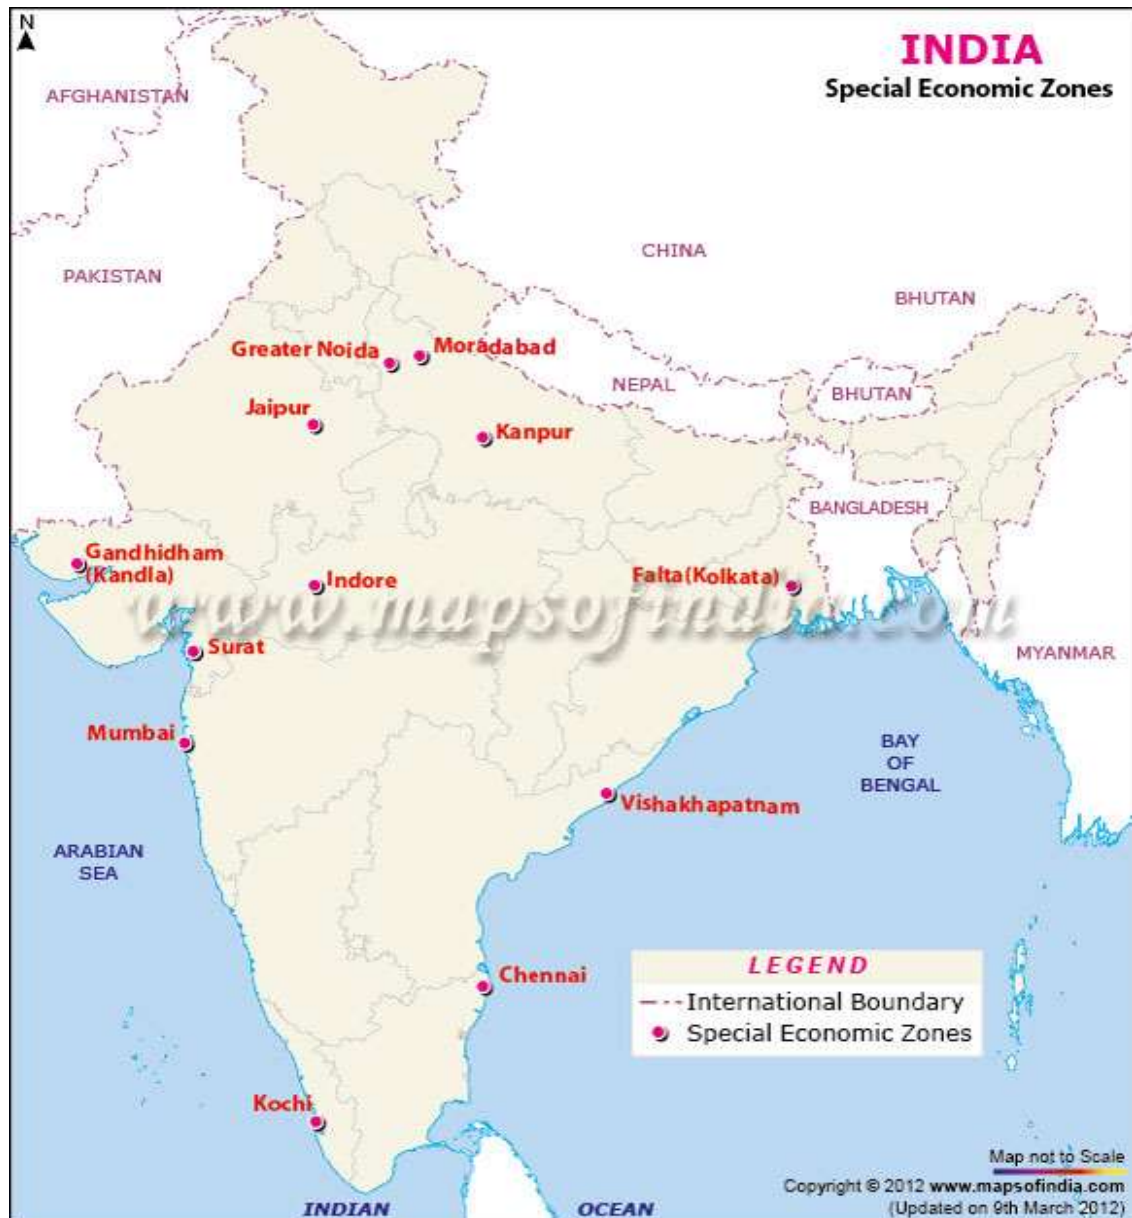 N
INDIA
Special Economic Zones
AFGHANISTAN
CHINA
PAKISTAN
BHUTAN
Greater Noida
Moradabad
NEPAL
BHUTAN
Jaipur
Kanpur
BANGLADESH
Gandhidham
(Kandla)
Indore
Falta(Kolkata)
www.mapsofindia.com
Surat
MYANMAR
Mumbai
BAY
OF
BENGAL
Vishakhapatnam
ARABIAN
SEA
Chennai
LEGEND
International Boundary
Special Economic Zones
Kochi
Map not to Scale
Copyright © 2012 www.mapsofindia.com
(Updated on 9th March 2012)
INDIAN OCEAN